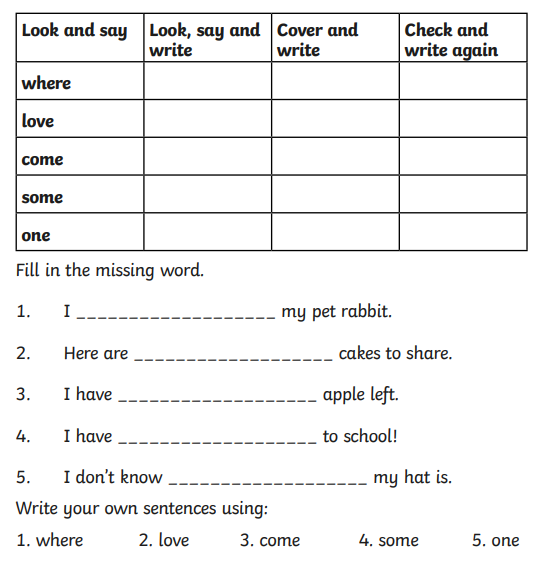 Look and say Look, say and write Cover and write Check and write again
where
love
come
some
one
Fill in the missing word.
1. I ___________________ my pet rabbit.
2. Here are ___________________ cakes to share.
3. I have ___________________ apple left.
4. I have ___________________ to school!
5. I don't know ___________________ my hat is.
Write your own sentences using:
1. where 2. love 3. come 4. some 5. one